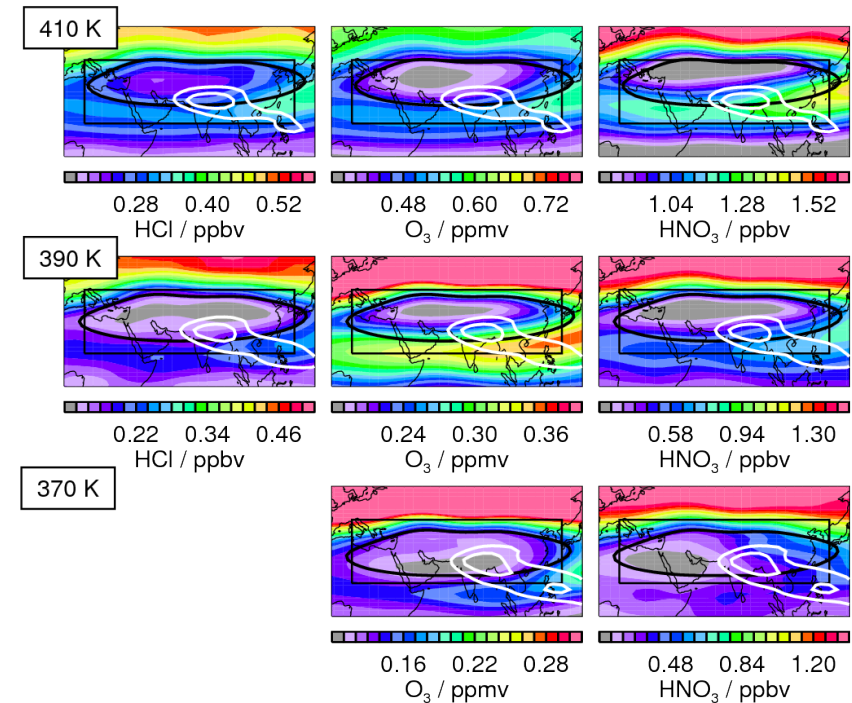 410 K
0.28 0.40 0.52
HCl / ppbv
0.48 0.60 0.72
O₃ / ppmv
1.04 1.28 1.52
HNO₃ / ppbv
390 K
0.22 0.34 0.46
HCl / ppbv
0.24 0.30 0.36
O₃ / ppmv
0.58 0.94 1.30
HNO₃ / ppbv
370 K
0.16 0.22 0.28
O₃ / ppmv
0.48 0.84 1.20
HNO₃ / ppbv